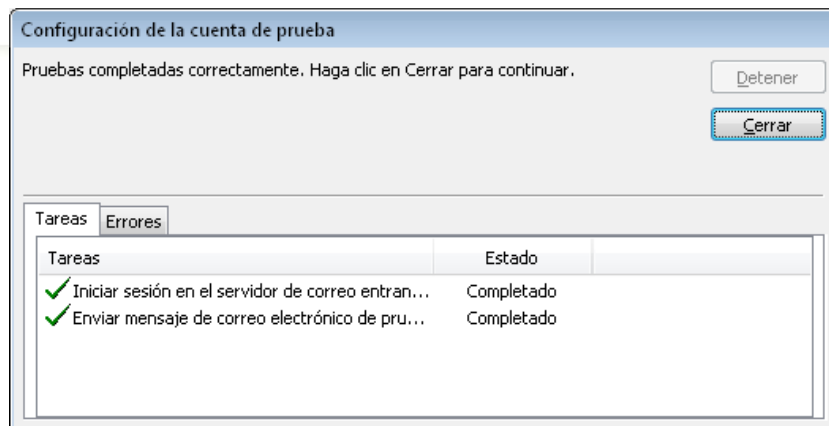 Configuración de la cuenta de prueba
Pruebas completadas correctamente. Haga clic en Cerrar para continuar.
Detener
Cerrar
Tareas Errores
Tareas Estado
Iniciar sesión en el servidor de correo entran... Completado
Enviar mensaje de correo electrónico de pru... Completado